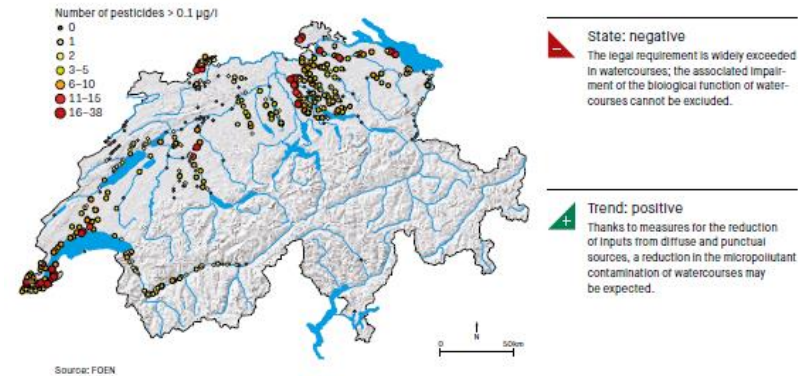 Number of pesticides > 0.1 µg/l
0
1
2
3–5
6–10
11–15
16–38
State: negative
The legal requirement is widely exceeded
in watercourses; the associated impair-
ment of the biological function of water-
courses cannot be excluded.
Trend: positive
Thanks to measures for the reduction
of inputs from diffuse and punctual
sources, a reduction in the micropollutant
contamination of watercourses may
be expected.
N
0 50km
Source: FOEN